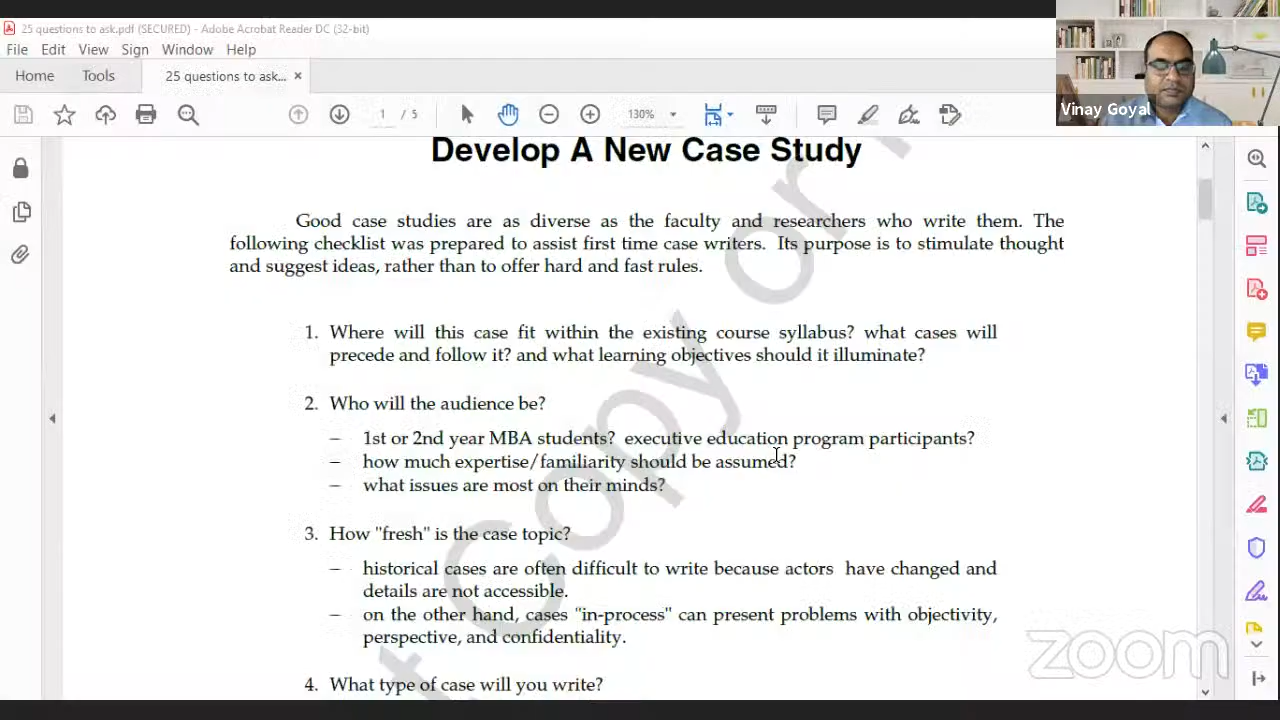 25 questions to ask.pdf (SECURED) - Adobe Acrobat Reader DC (32-bit)
File Edit View Sign Window Help
Home Tools 25 questions to ask... ×
1 / 5 130%
Vinay Goyal
Develop A New Case Study
Good case studies are as diverse as the faculty and researchers who write them. The
following checklist was prepared to assist first time case writers. Its purpose is to stimulate thought
and suggest ideas, rather than to offer hard and fast rules.
1. Where will this case fit within the existing course syllabus? what cases will
precede and follow it? and what learning objectives should it illuminate?
2. Who will the audience be?
– 1st or 2nd year MBA students? executive education program participants?
– how much expertise/familiarity should be assumed?
– what issues are most on their minds?
3. How "fresh" is the case topic?
– historical cases are often difficult to write because actors have changed and
details are not accessible.
– on the other hand, cases "in-process" can present problems with objectivity,
perspective, and confidentiality.
4. What type of case will you write?
Copy or
zoom